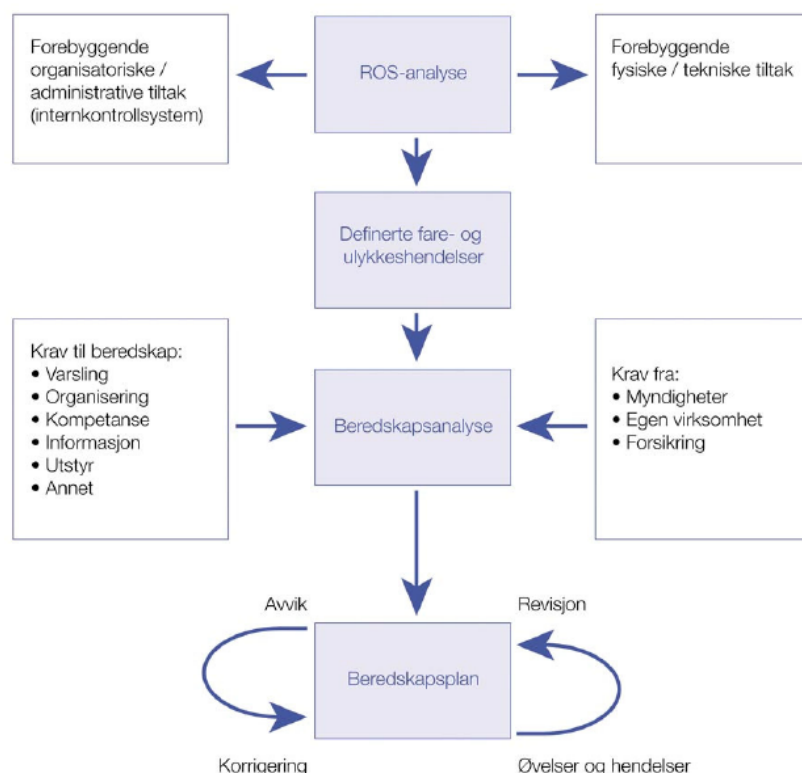 Forebyggende
organisatoriske /
administrative tiltak
(internkontrollsystem)
ROS-analyse
Forebyggende
fysiske / tekniske tiltak
Definerte fare- og
ulykkeshendelser
Krav til beredskap:
• Varsling
• Organisering
• Kompetanse
• Informasjon
• Utstyr
• Annet
Beredskapsanalyse
Krav fra:
• Myndigheter
• Egen virksomhet
• Forsikring
Avvik
Revisjon
Beredskapsplan
Korrigering
Øvelser og hendelser